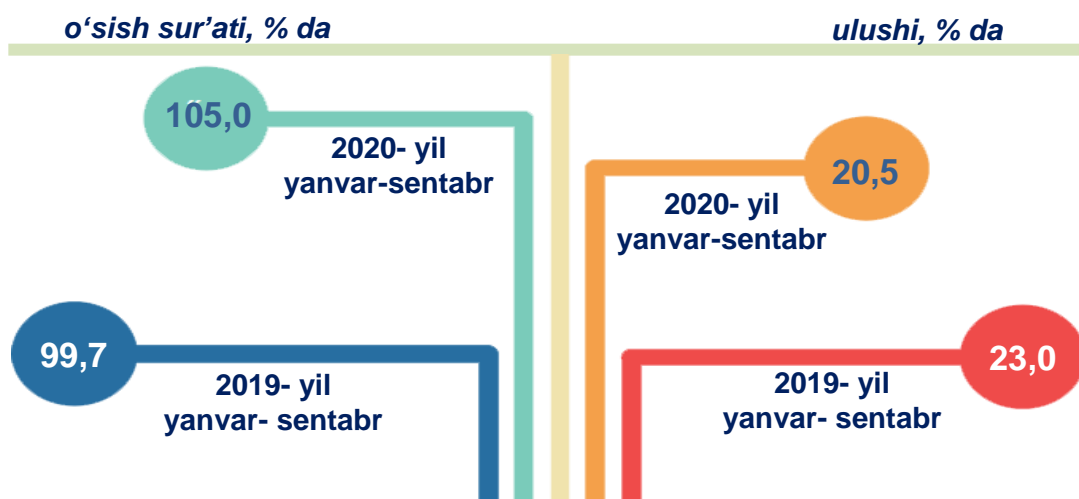 o‘sish sur’ati, % da
ulushi, % da
105,0
2020- yil
yanvar-sentabr
20,5
2020- yil
yanvar-sentabr
99,7
2019- yil
yanvar- sentabr
23,0
2019- yil
yanvar- sentabr